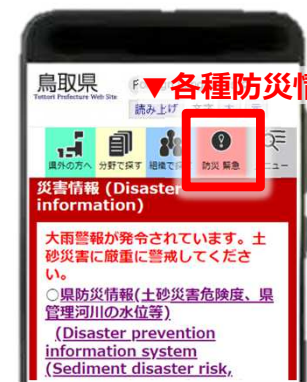 ▼各種防災情
鳥取県
Tottori Prefecture Web Site
読み上げ
県外の方へ
分野で探す
組織で
防災 緊急
ニュー
災害情報 (Disaster
information)
大雨警報が発令されています。土
砂災害に厳重に警戒してくださ
い。
○県防災情報(土砂災害危険度、県
管理河川の水位等)
(Disaster prevention
information system
(Sediment disaster risk,